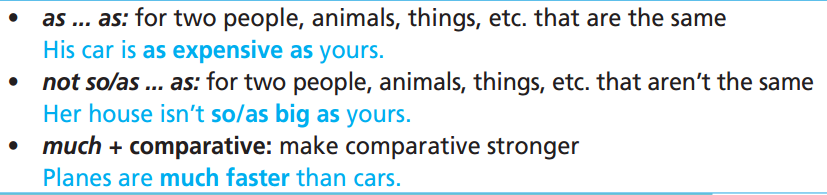 • as ... as: for two people, animals, things, etc. that are the same
His car is as expensive as yours.
• not so/as ... as: for two people, animals, things, etc. that aren’t the same
Her house isn’t so/as big as yours.
• much + comparative: make comparative stronger
Planes are much faster than cars.